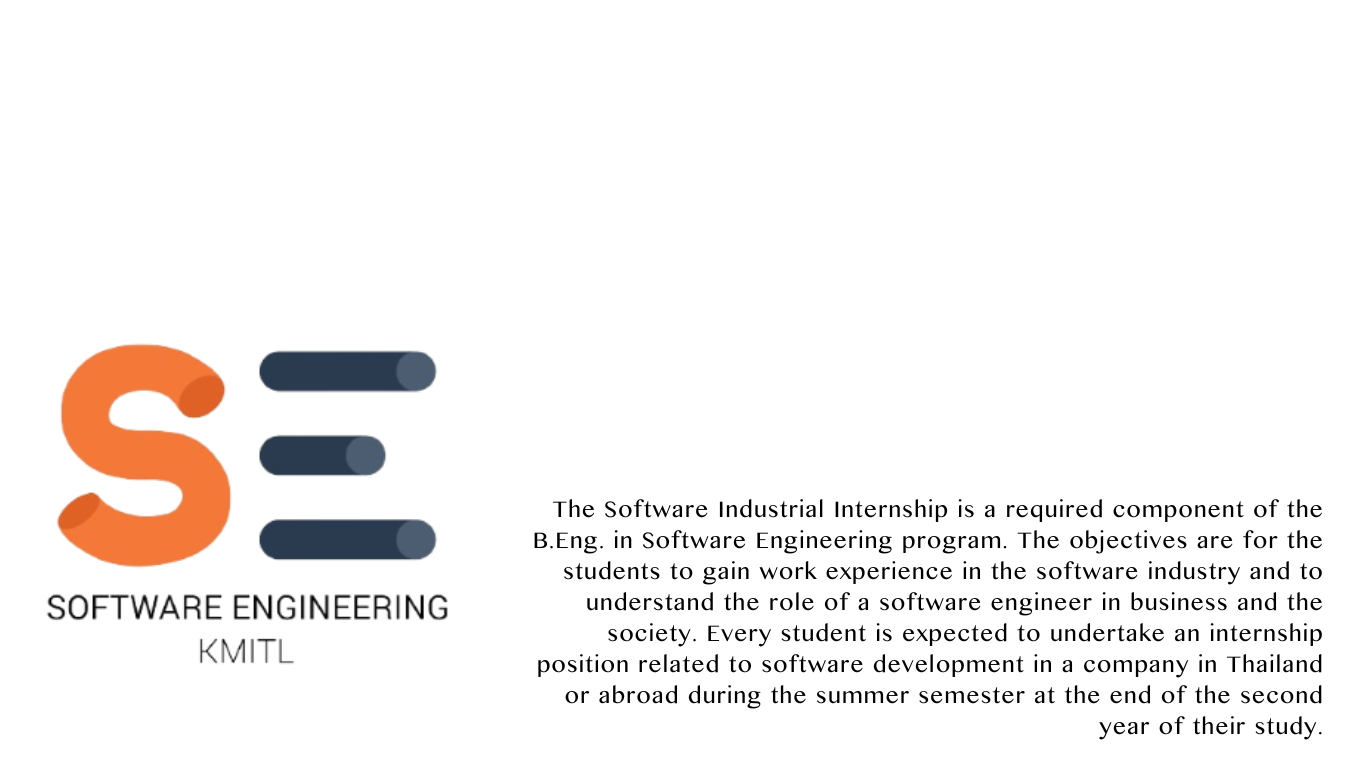 SE
SOFTWARE ENGINEERING
KMITL
The Software Industrial Internship is a required component of the
B.Eng. in Software Engineering program. The objectives are for the
students to gain work experience in the software industry and to
understand the role of a software engineer in business and the
society. Every student is expected to undertake an internship
position related to software development in a company in Thailand
or abroad during the summer semester at the end of the second
year of their study.